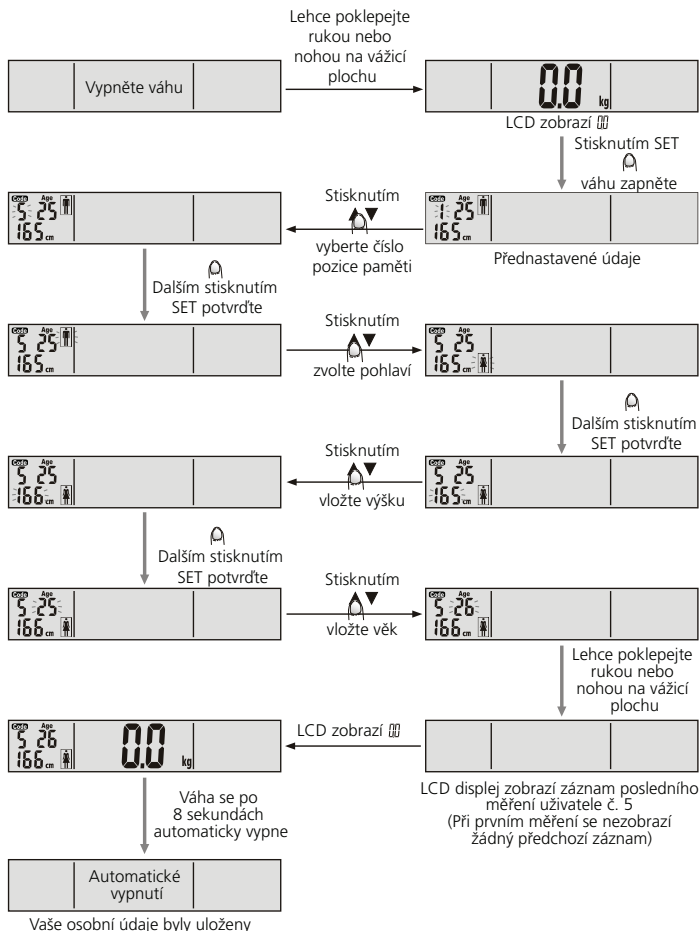 Lehce poklepejte
rukou nebo
nohou na vážicí
plochu
Vypněte váhu
0.0 kg
LCD zobrazí 0.0
Stisknutím SET
váhu zapněte
Code Age
5 25
165 cm
Stisknutím
vyberte číslo
pozice paměti
Code Age
1 25
165 cm
Přednastavené údaje
Dalším stisknutím
SET potvrďte
Code Age
5 25
165 cm
Stisknutím
zvolte pohlaví
Code Age
5 25
165 cm
Dalším stisknutím
SET potvrďte
Code Age
5 25
166 cm
Stisknutím
vložte výšku
Code Age
5 25
165 cm
Dalším stisknutím
SET potvrďte
Code Age
5 25
166 cm
Stisknutím
vložte věk
Code Age
5 26
166 cm
Lehce poklepejte
rukou nebo
nohou na vážicí
plochu
Code Age
5 26
166 cm
0.0 kg
LCD zobrazí 0.0
LCD displej zobrazí záznam posledního
měření uživatele č. 5
(Při prvním měření se nezobrazí
žádný předchozí záznam)
Váha se po
8 sekundách
automaticky vypne
Automatické
vypnutí
Vaše osobní údaje byly uloženy